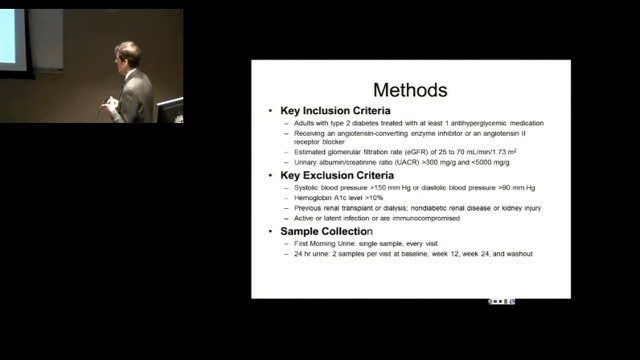 Methods
• Key Inclusion Criteria
– Adults with type 2 diabetes treated with at least 1 antihyperglycemic medication
– Receiving an angiotensin-converting enzyme inhibitor or an angiotensin II
receptor blocker
– Estimated glomerular filtration rate (eGFR) of 25 to 70 mL/min/1.73 m²
– Urinary albumin/creatinine ratio (UACR) >300 mg/g and <5000 mg/g
• Key Exclusion Criteria
– Systolic blood pressure >150 mm Hg or diastolic blood pressure >90 mm Hg
– Hemoglobin A1c level >10%
– Previous renal transplant or dialysis; nondiabetic renal disease or kidney injury
– Active or latent infection or are immunocompromised
• Sample Collection
– First Morning Urine: single sample, every visit
– 24 hr urine: 2 samples per visit at baseline, week 12, week 24, and washout